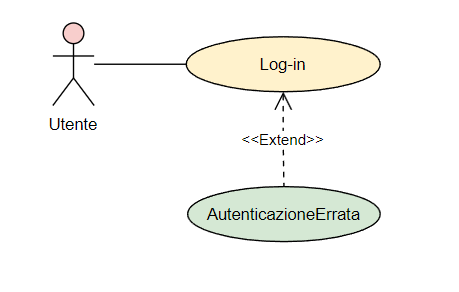 Log-in
Utente
<<Extend>>
AutenticazioneErrata